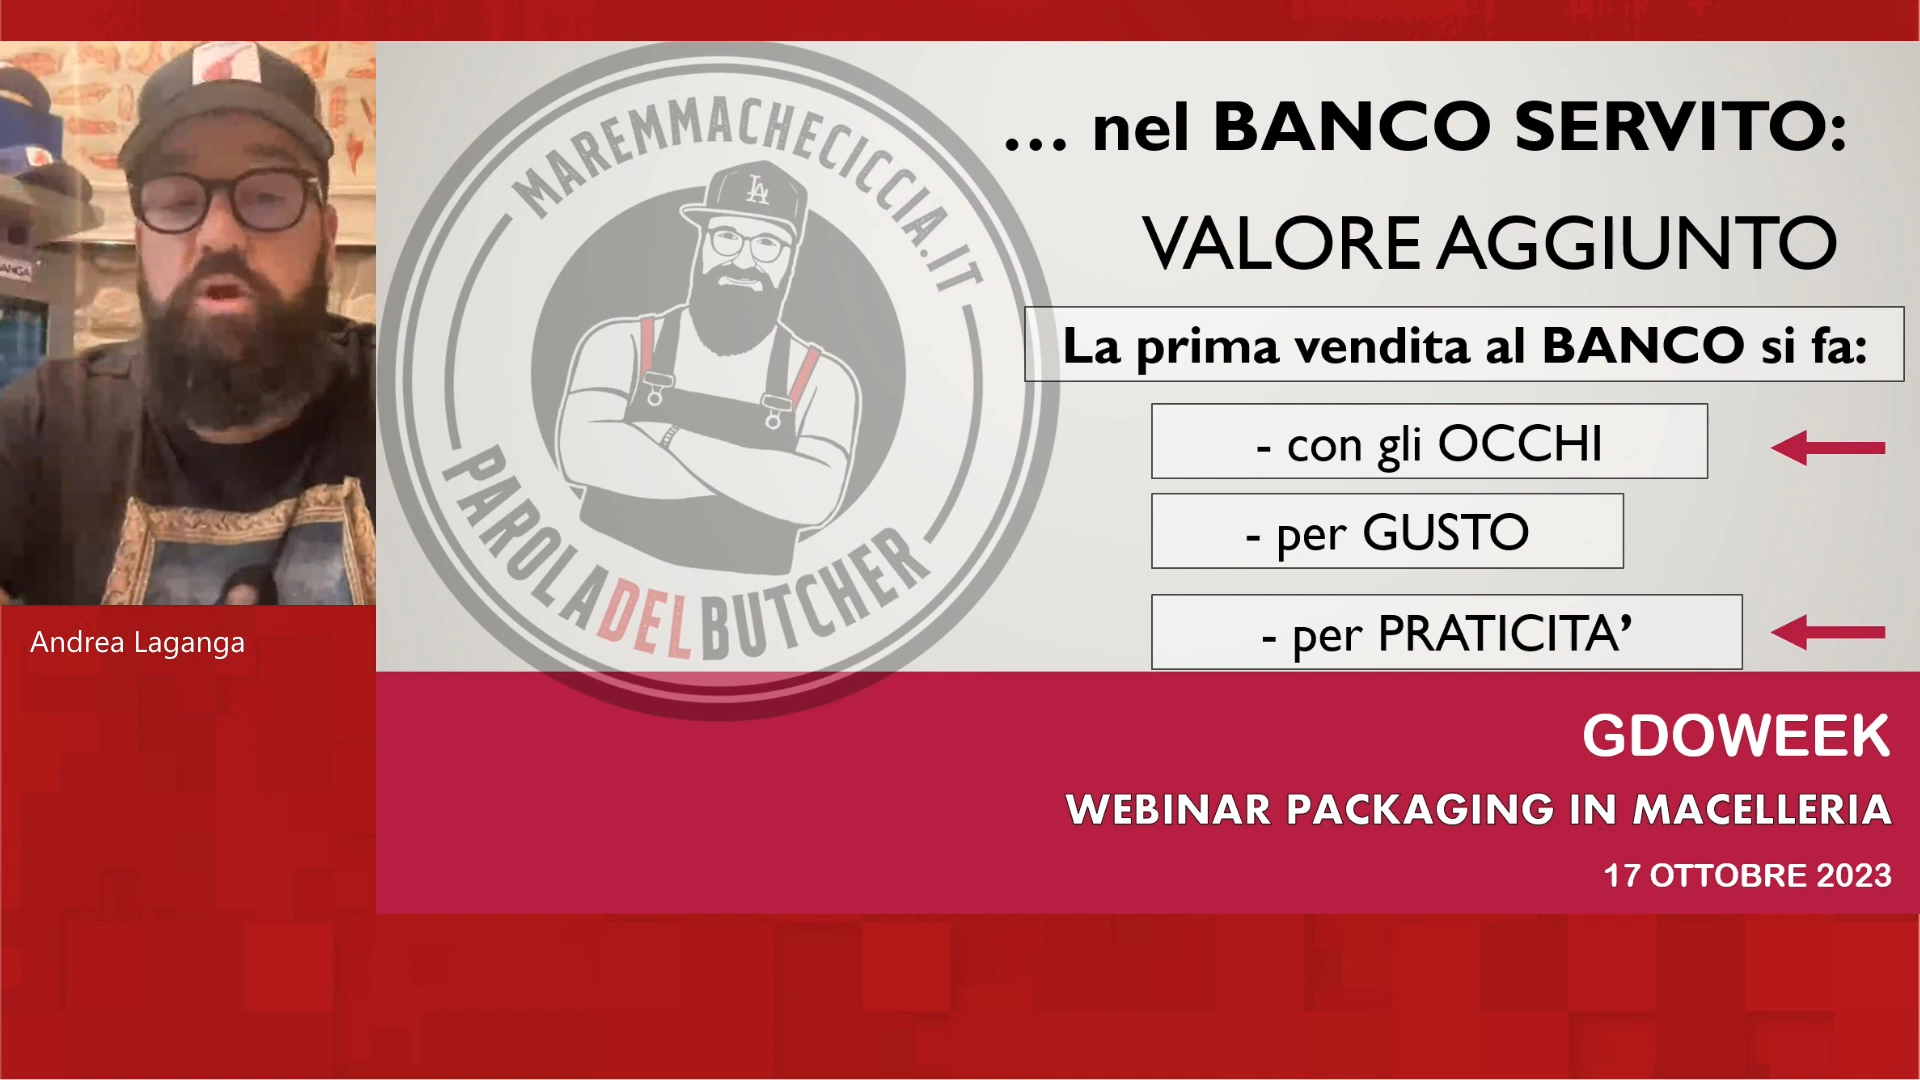 ... nel BANCO SERVITO:
VALORE AGGIUNTO
La prima vendita al BANCO si fa:
- con gli OCCHI
- per GUSTO
- per PRATICITA’
MAREMMACHECICCIA.IT
LA
PAROLADELBUTCHER
Andrea Laganga
GDOWEEK
WEBINAR PACKAGING IN MACELLERIA
17 OTTOBRE 2023